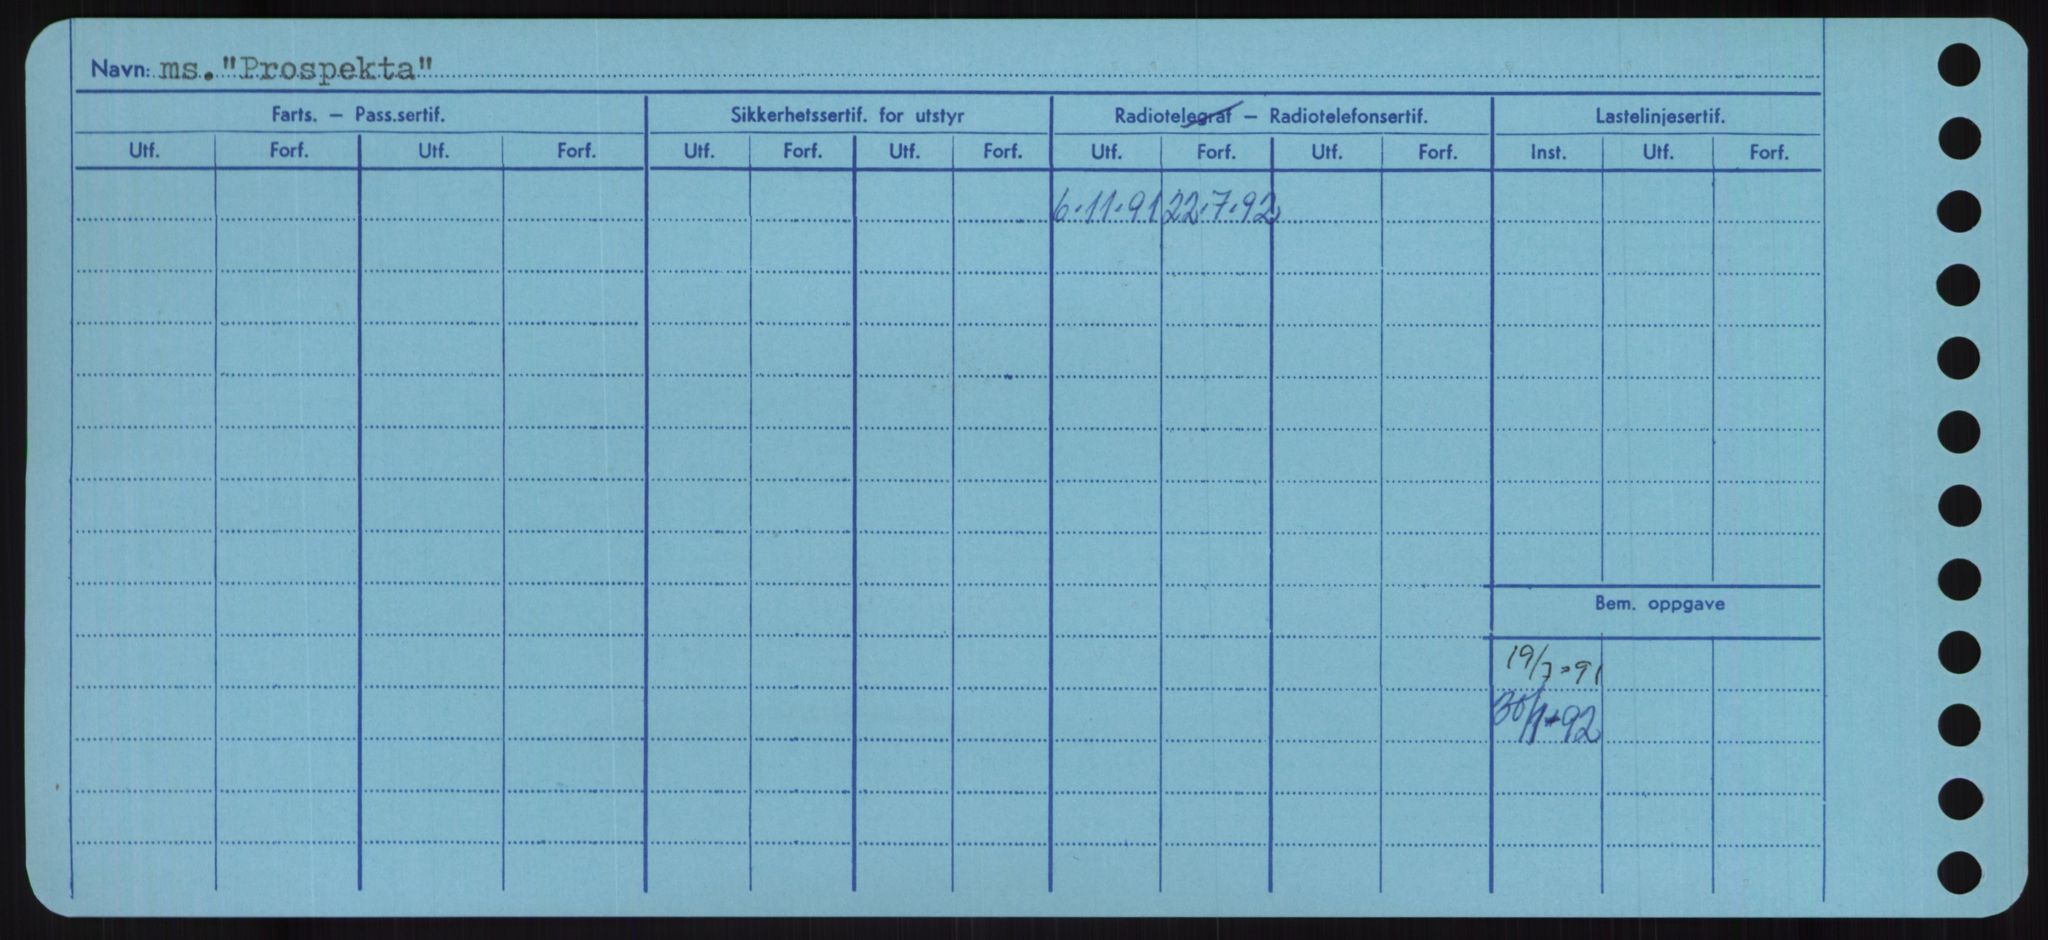 Navn: ms. "Prospekta"
Farts. — Pass.sertif. Sikkerhetssertif. for utstyr Radiotelegraf — Radiotelefonsertif. Lastelinjesertif.
Utf. Forf. Utf. Forf. Utf. Forf. Utf. Forf. Utf. Forf. Utf. Forf. Inst. Utf. Forf.
6.11.91 22.7.92
Bem. oppgave
19/7-91
30/1-92